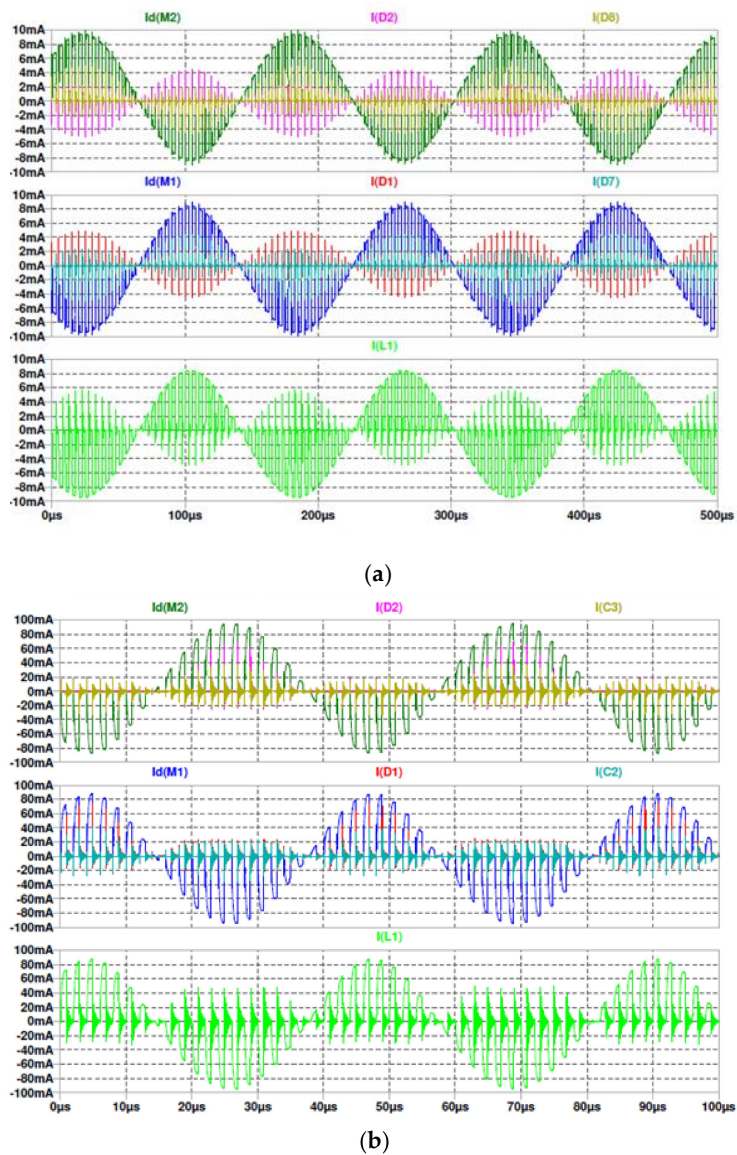 Id(M2) I(D2) I(D8)
10mA
8mA
6mA
4mA
2mA
0mA
-2mA
-4mA
-6mA
-8mA
-10mA
Id(M1) I(D1) I(D7)
10mA
8mA
6mA
4mA
2mA
0mA
-2mA
-4mA
-6mA
-8mA
-10mA
I(L1)
10mA
8mA
6mA
4mA
2mA
0mA
-2mA
-4mA
-6mA
-8mA
-10mA
0µs 100µs 200µs 300µs 400µs 500µs
(a)
Id(M2) I(D2) I(C3)
100mA
80mA
60mA
40mA
20mA
0mA
-20mA
-40mA
-60mA
-80mA
-100mA
Id(M1) I(D1) I(C2)
100mA
80mA
60mA
40mA
20mA
0mA
-20mA
-40mA
-60mA
-80mA
-100mA
I(L1)
100mA
80mA
60mA
40mA
20mA
0mA
-20mA
-40mA
-60mA
-80mA
-100mA
0µs 10µs 20µs 30µs 40µs 50µs 60µs 70µs 80µs 90µs 100µs
(b)